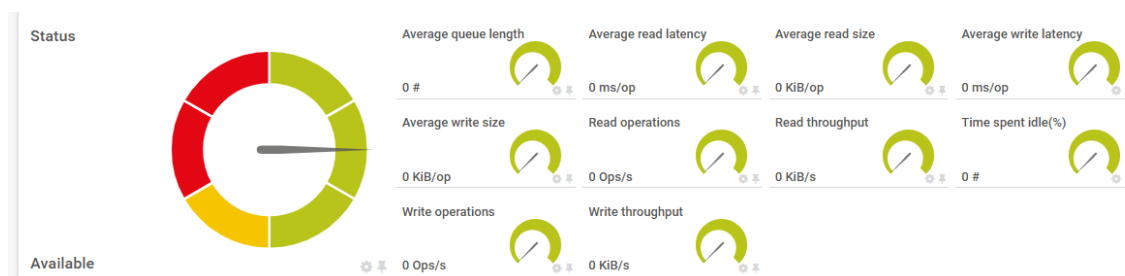 Status
Available
Average queue length
0 #
Average read latency
0 ms/op
Average read size
0 KiB/op
Average write latency
0 ms/op
Average write size
0 KiB/op
Read operations
0 Ops/s
Read throughput
0 KiB/s
Time spent idle(%)
0 #
Write operations
0 Ops/s
Write throughput
0 KiB/s